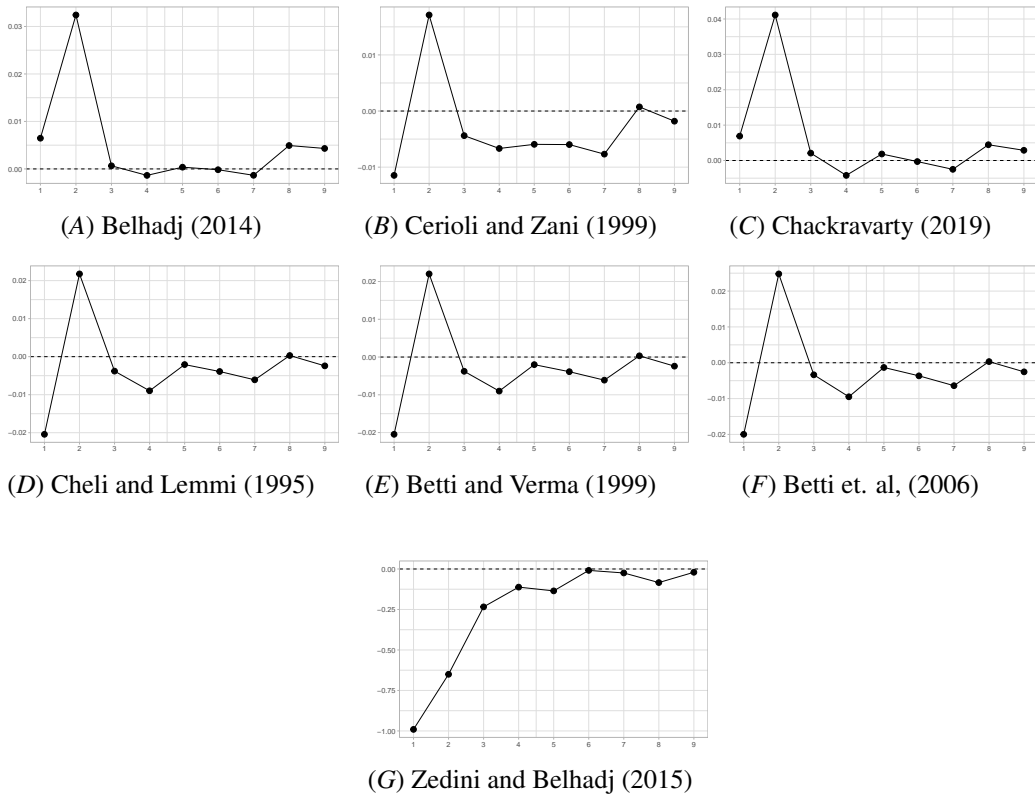 0.03
0.02
0.01
0.00
1 2 3 4 5 6 7 8 9
(A) Belhadj (2014)
0.01
0.00
−0.01
1 2 3 4 5 6 7 8 9
(B) Cerioli and Zani (1999)
0.04
0.03
0.02
0.01
0.00
1 2 3 4 5 6 7 8 9
(C) Chackravarty (2019)
0.02
0.01
0.00
−0.01
−0.02
1 2 3 4 5 6 7 8 9
(D) Cheli and Lemmi (1995)
0.02
0.01
0.00
−0.01
−0.02
1 2 3 4 5 6 7 8 9
(E) Betti and Verma (1999)
0.02
0.01
0.00
−0.01
−0.02
1 2 3 4 5 6 7 8 9
(F) Betti et. al, (2006)
0.00
−0.25
−0.50
−0.75
−1.00
1 2 3 4 5 6 7 8 9
(G) Zedini and Belhadj (2015)